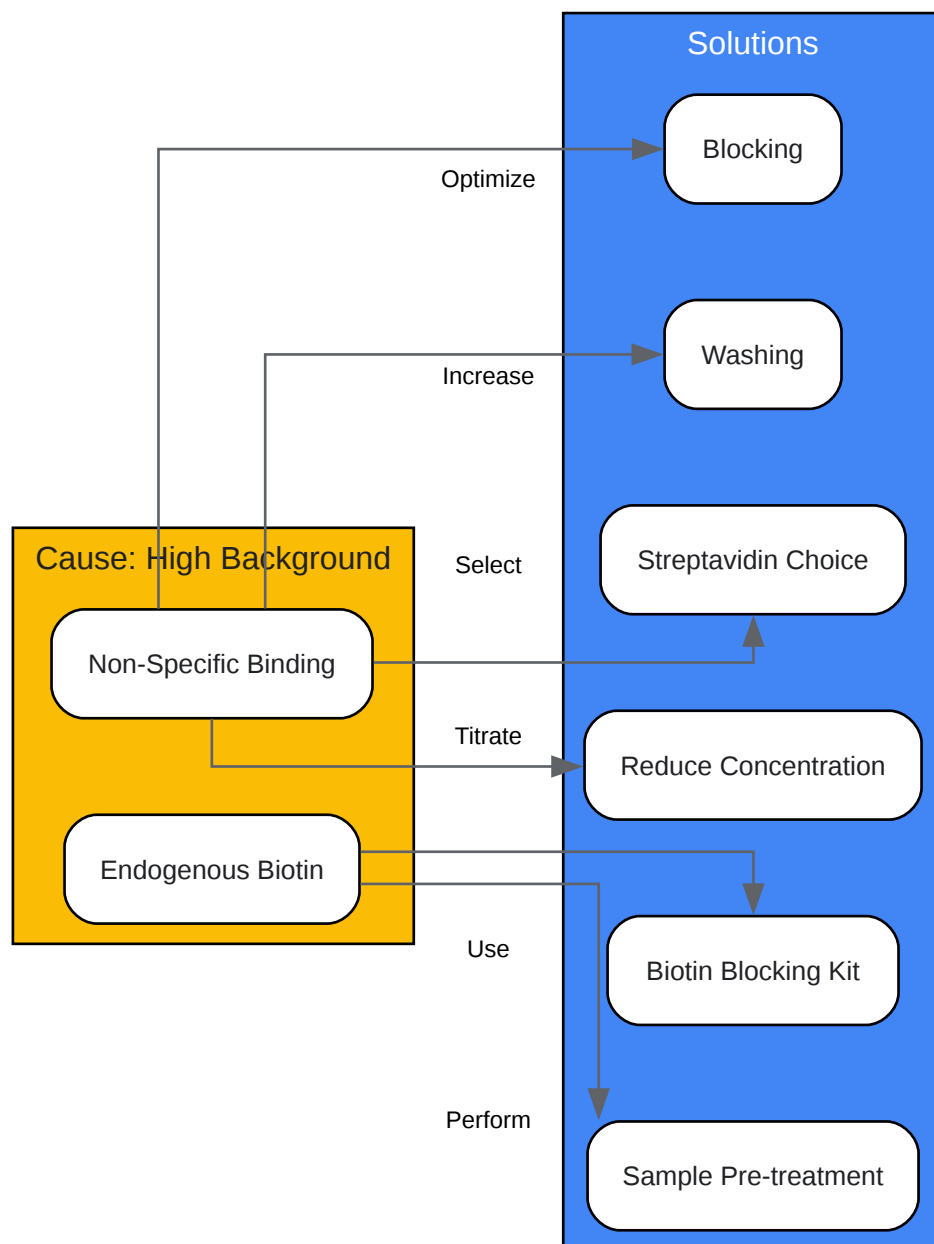 Solutions
Blocking
Optimize
Washing
Increase
Cause: High Background
Streptavidin Choice
Select
Non-Specific Binding
Titrate
Reduce Concentration
Endogenous Biotin
Use
Biotin Blocking Kit
Perform
Sample Pre-treatment